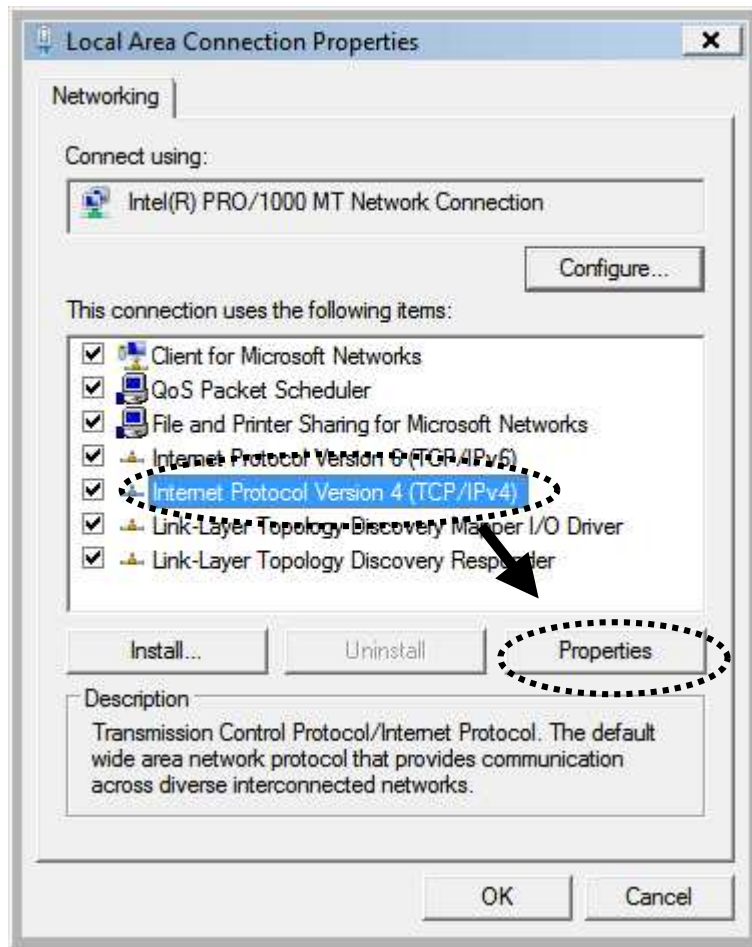 Local Area Connection Properties
Networking
Connect using:
Intel(R) PRO/1000 MT Network Connection
Configure...
This connection uses the following items:
Client for Microsoft Networks
QoS Packet Scheduler
File and Printer Sharing for Microsoft Networks
Internet Protocol Version 6 (TCP/IPv6)
Internet Protocol Version 4 (TCP/IPv4)
Link-Layer Topology Discovery Mapper I/O Driver
Link-Layer Topology Discovery Responder
Install...
Uninstall
Properties
Description
Transmission Control Protocol/Internet Protocol. The default
wide area network protocol that provides communication
across diverse interconnected networks.
OK
Cancel